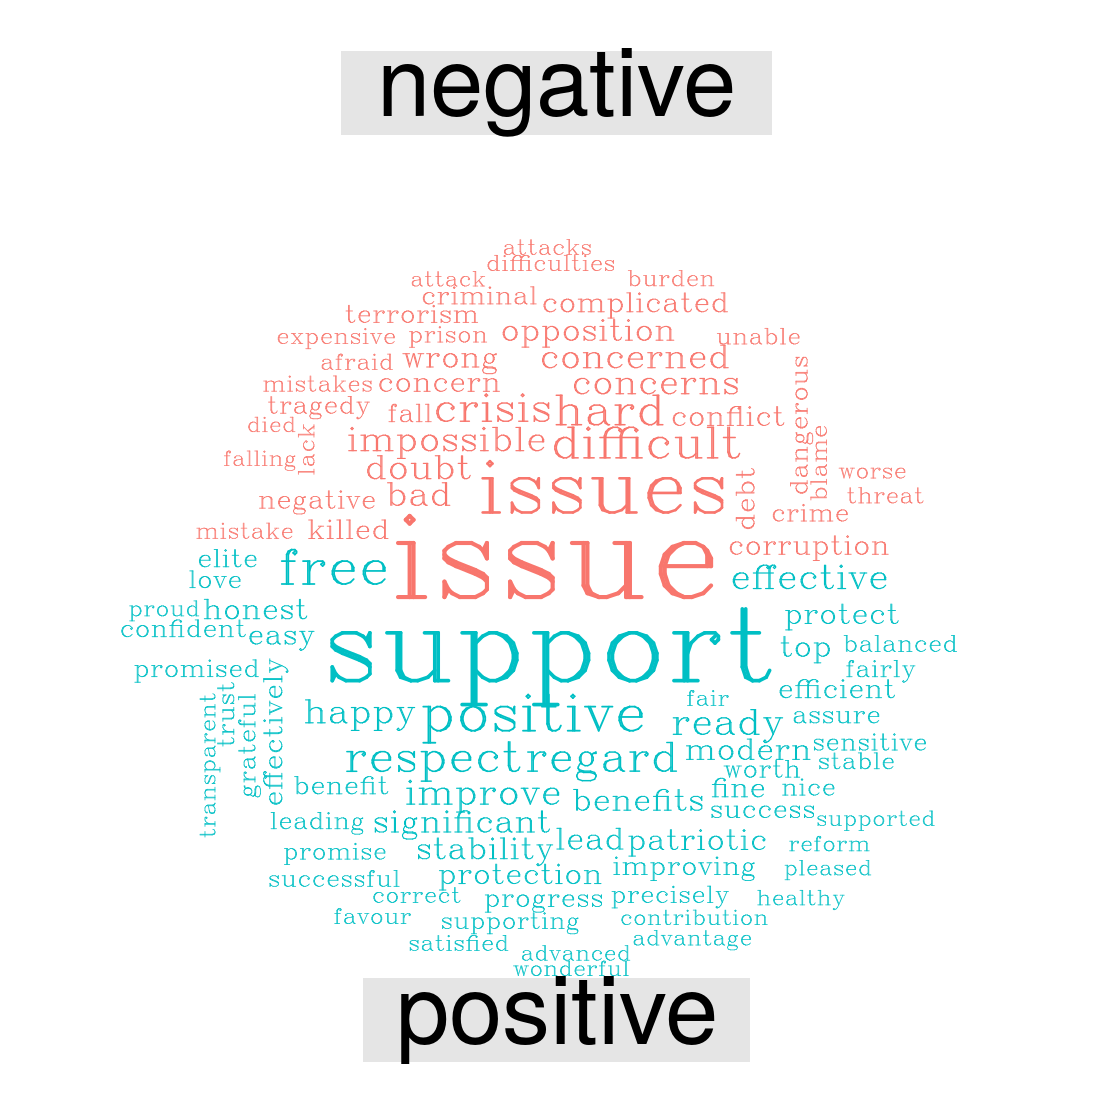 negative
attacks
difficulties
attack burden
criminal complicated
terrorism
expensive prison opposition unable
afraid wrong concerned
mistakes concern concerns
tragedy fall crisis hard conflict dangerous
died lack impossible difficult blame
falling doubt issues debt worse
negative bad crime threat
mistake killed issue corruption
elite free effective
love
proud honest support protect
confident easy top balanced
promised fairly
transparent trust grateful effectively efficient
happy positive fair ready assure
respect regard modern sensitive
worth stable
benefit improve benefits fine nice
leading significant success supported
promise stability lead patriotic reform
successful protection improving pleased
correct progress precisely healthy
favour supporting contribution
satisfied advantage
advanced
wonderful
positive